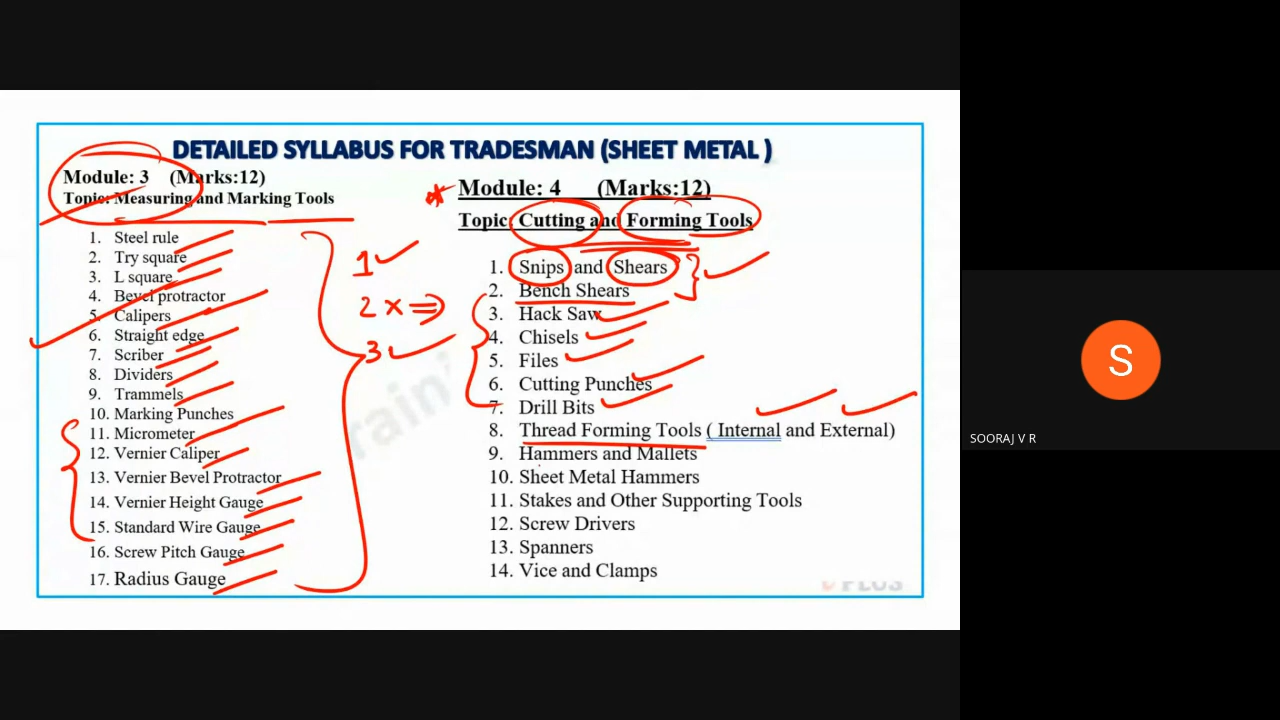 DETAILED SYLLABUS FOR TRADESMAN (SHEET METAL )
Module: 3 (Marks:12)
Topic: Measuring and Marking Tools
1. Steel rule
2. Try square
3. L square
4. Bevel protractor
5. Calipers
6. Straight edge
7. Scriber
8. Dividers
9. Trammels
10. Marking Punches
11. Micrometer
12. Vernier Caliper
13. Vernier Bevel Protractor
14. Vernier Height Gauge
15. Standard Wire Gauge
16. Screw Pitch Gauge
17. Radius Gauge
1
2 x ⇒
3
Module: 4 (Marks:12)
Topic: Cutting and Forming Tools
1. Snips and Shears
2. Bench Shears
3. Hack Saw
4. Chisels
5. Files
6. Cutting Punches
7. Drill Bits
8. Thread Forming Tools ( Internal and External)
9. Hammers and Mallets
10. Sheet Metal Hammers
11. Stakes and Other Supporting Tools
12. Screw Drivers
13. Spanners
14. Vice and Clamps
PLUS
S
SOORAJ V R